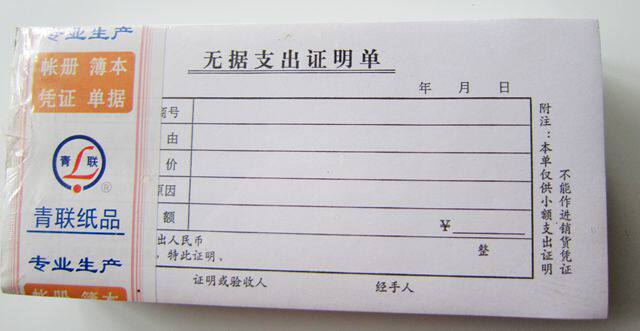 专业生产
帐册 簿本
凭证 单据
青 联
®
青联纸品
专业生产
帐册 簿本
无据支出证明单
年 月 日
商号
由
价
原因
额
¥
出人民币 整
，特此证明。
证明或验收人 经手人
附注：本单仅供小额支出证明
不能作进销货凭证